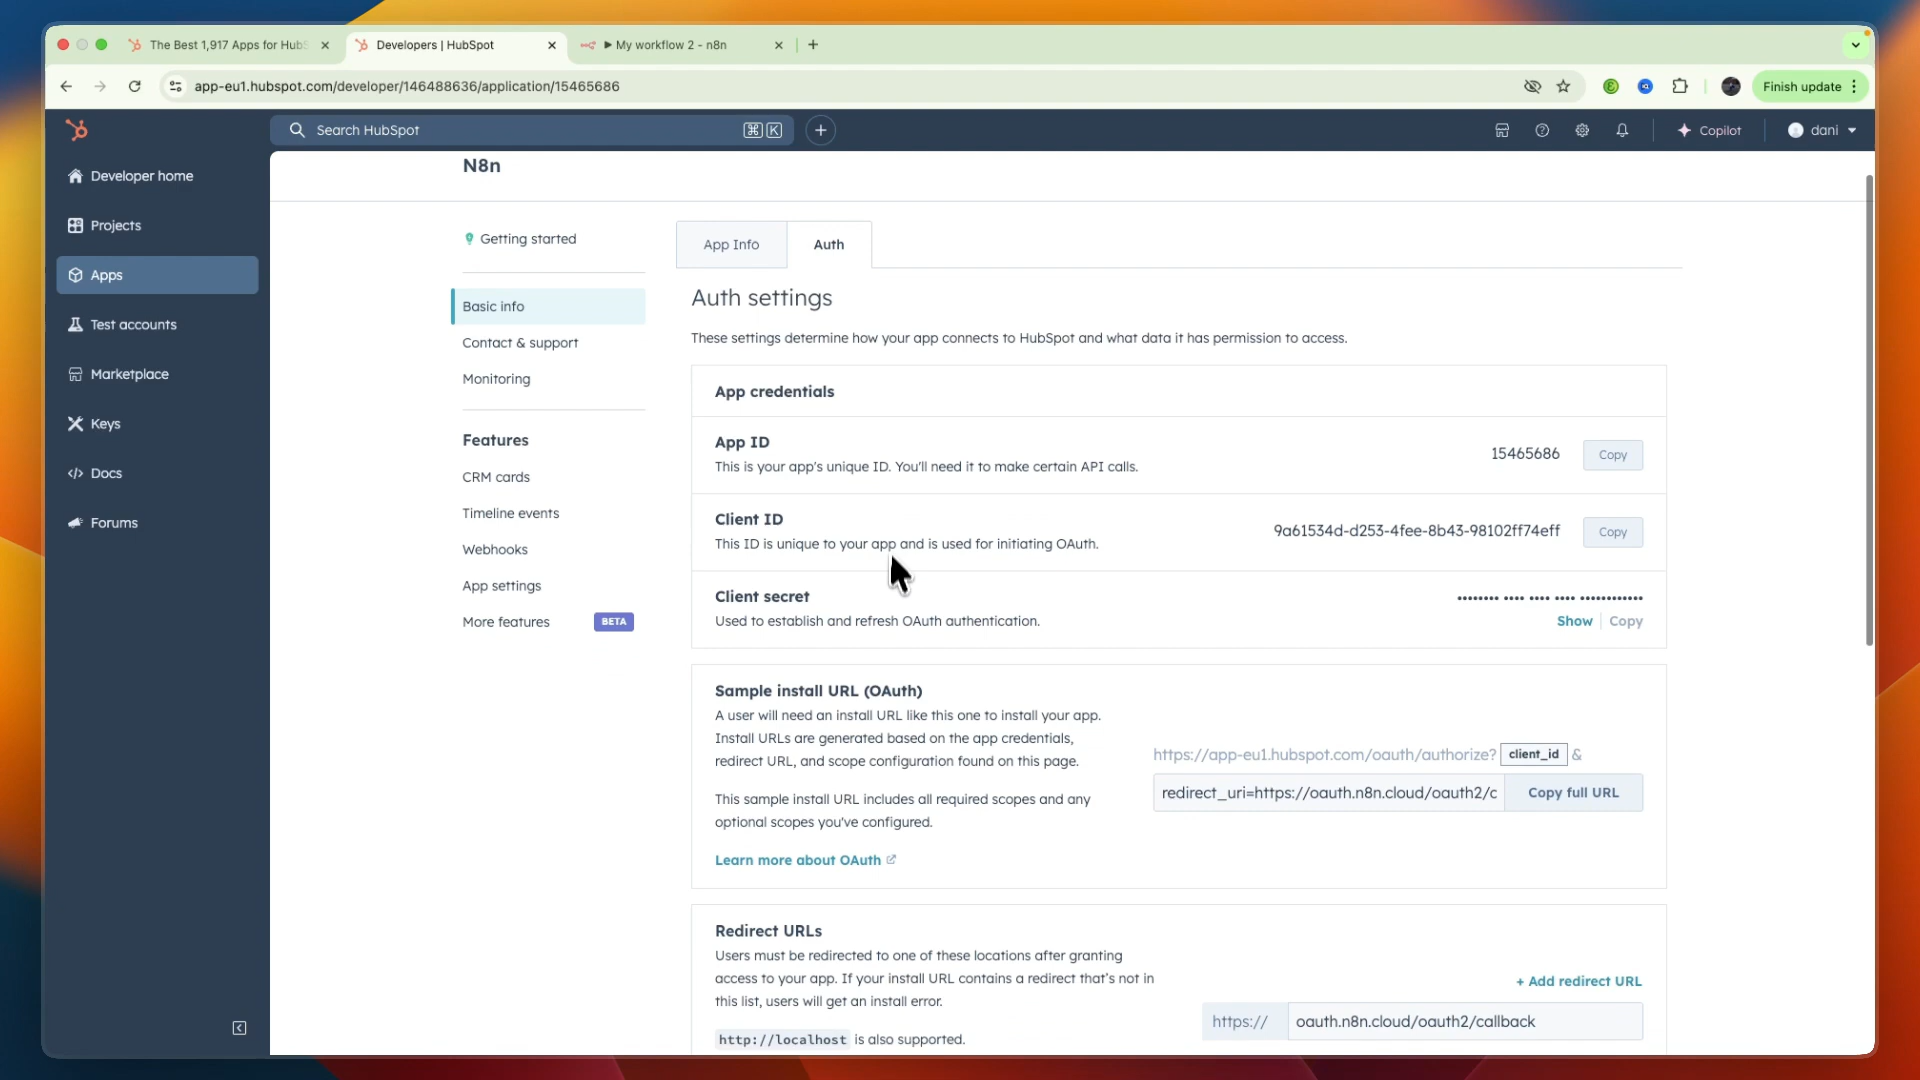 The Best 1,917 Apps for HubS
Developers | HubSpot
▶ My workflow 2 - n8n
app-eu1.hubspot.com/developer/146488636/application/15465686
Finish update
Search HubSpot
⌘ K
Copilot
dani
Developer home
Projects
Apps
Test accounts
Marketplace
Keys
Docs
Forums
N8n
Getting started
Basic info
Contact & support
Monitoring
Features
CRM cards
Timeline events
Webhooks
App settings
More features BETA
App Info
Auth
Auth settings
These settings determine how your app connects to HubSpot and what data it has permission to access.
App credentials
App ID
This is your app's unique ID. You'll need it to make certain API calls.
15465686
Copy
Client ID
This ID is unique to your app and is used for initiating OAuth.
9a61534d-d253-4fee-8b43-98102ff74eff
Copy
Client secret
Used to establish and refresh OAuth authentication.
•••••••• •••• •••• •••• ••••••••••••
Show | Copy
Sample install URL (OAuth)
A user will need an install URL like this one to install your app.
Install URLs are generated based on the app credentials,
redirect URL, and scope configuration found on this page.
This sample install URL includes all required scopes and any
optional scopes you've configured.
Learn more about OAuth
https://app-eu1.hubspot.com/oauth/authorize? client_id &
redirect_uri=https://oauth.n8n.cloud/oauth2/c
Copy full URL
Redirect URLs
Users must be redirected to one of these locations after granting
access to your app. If your install URL contains a redirect that's not in
this list, users will get an install error.
http://localhost is also supported.
+ Add redirect URL
https:// oauth.n8n.cloud/oauth2/callback